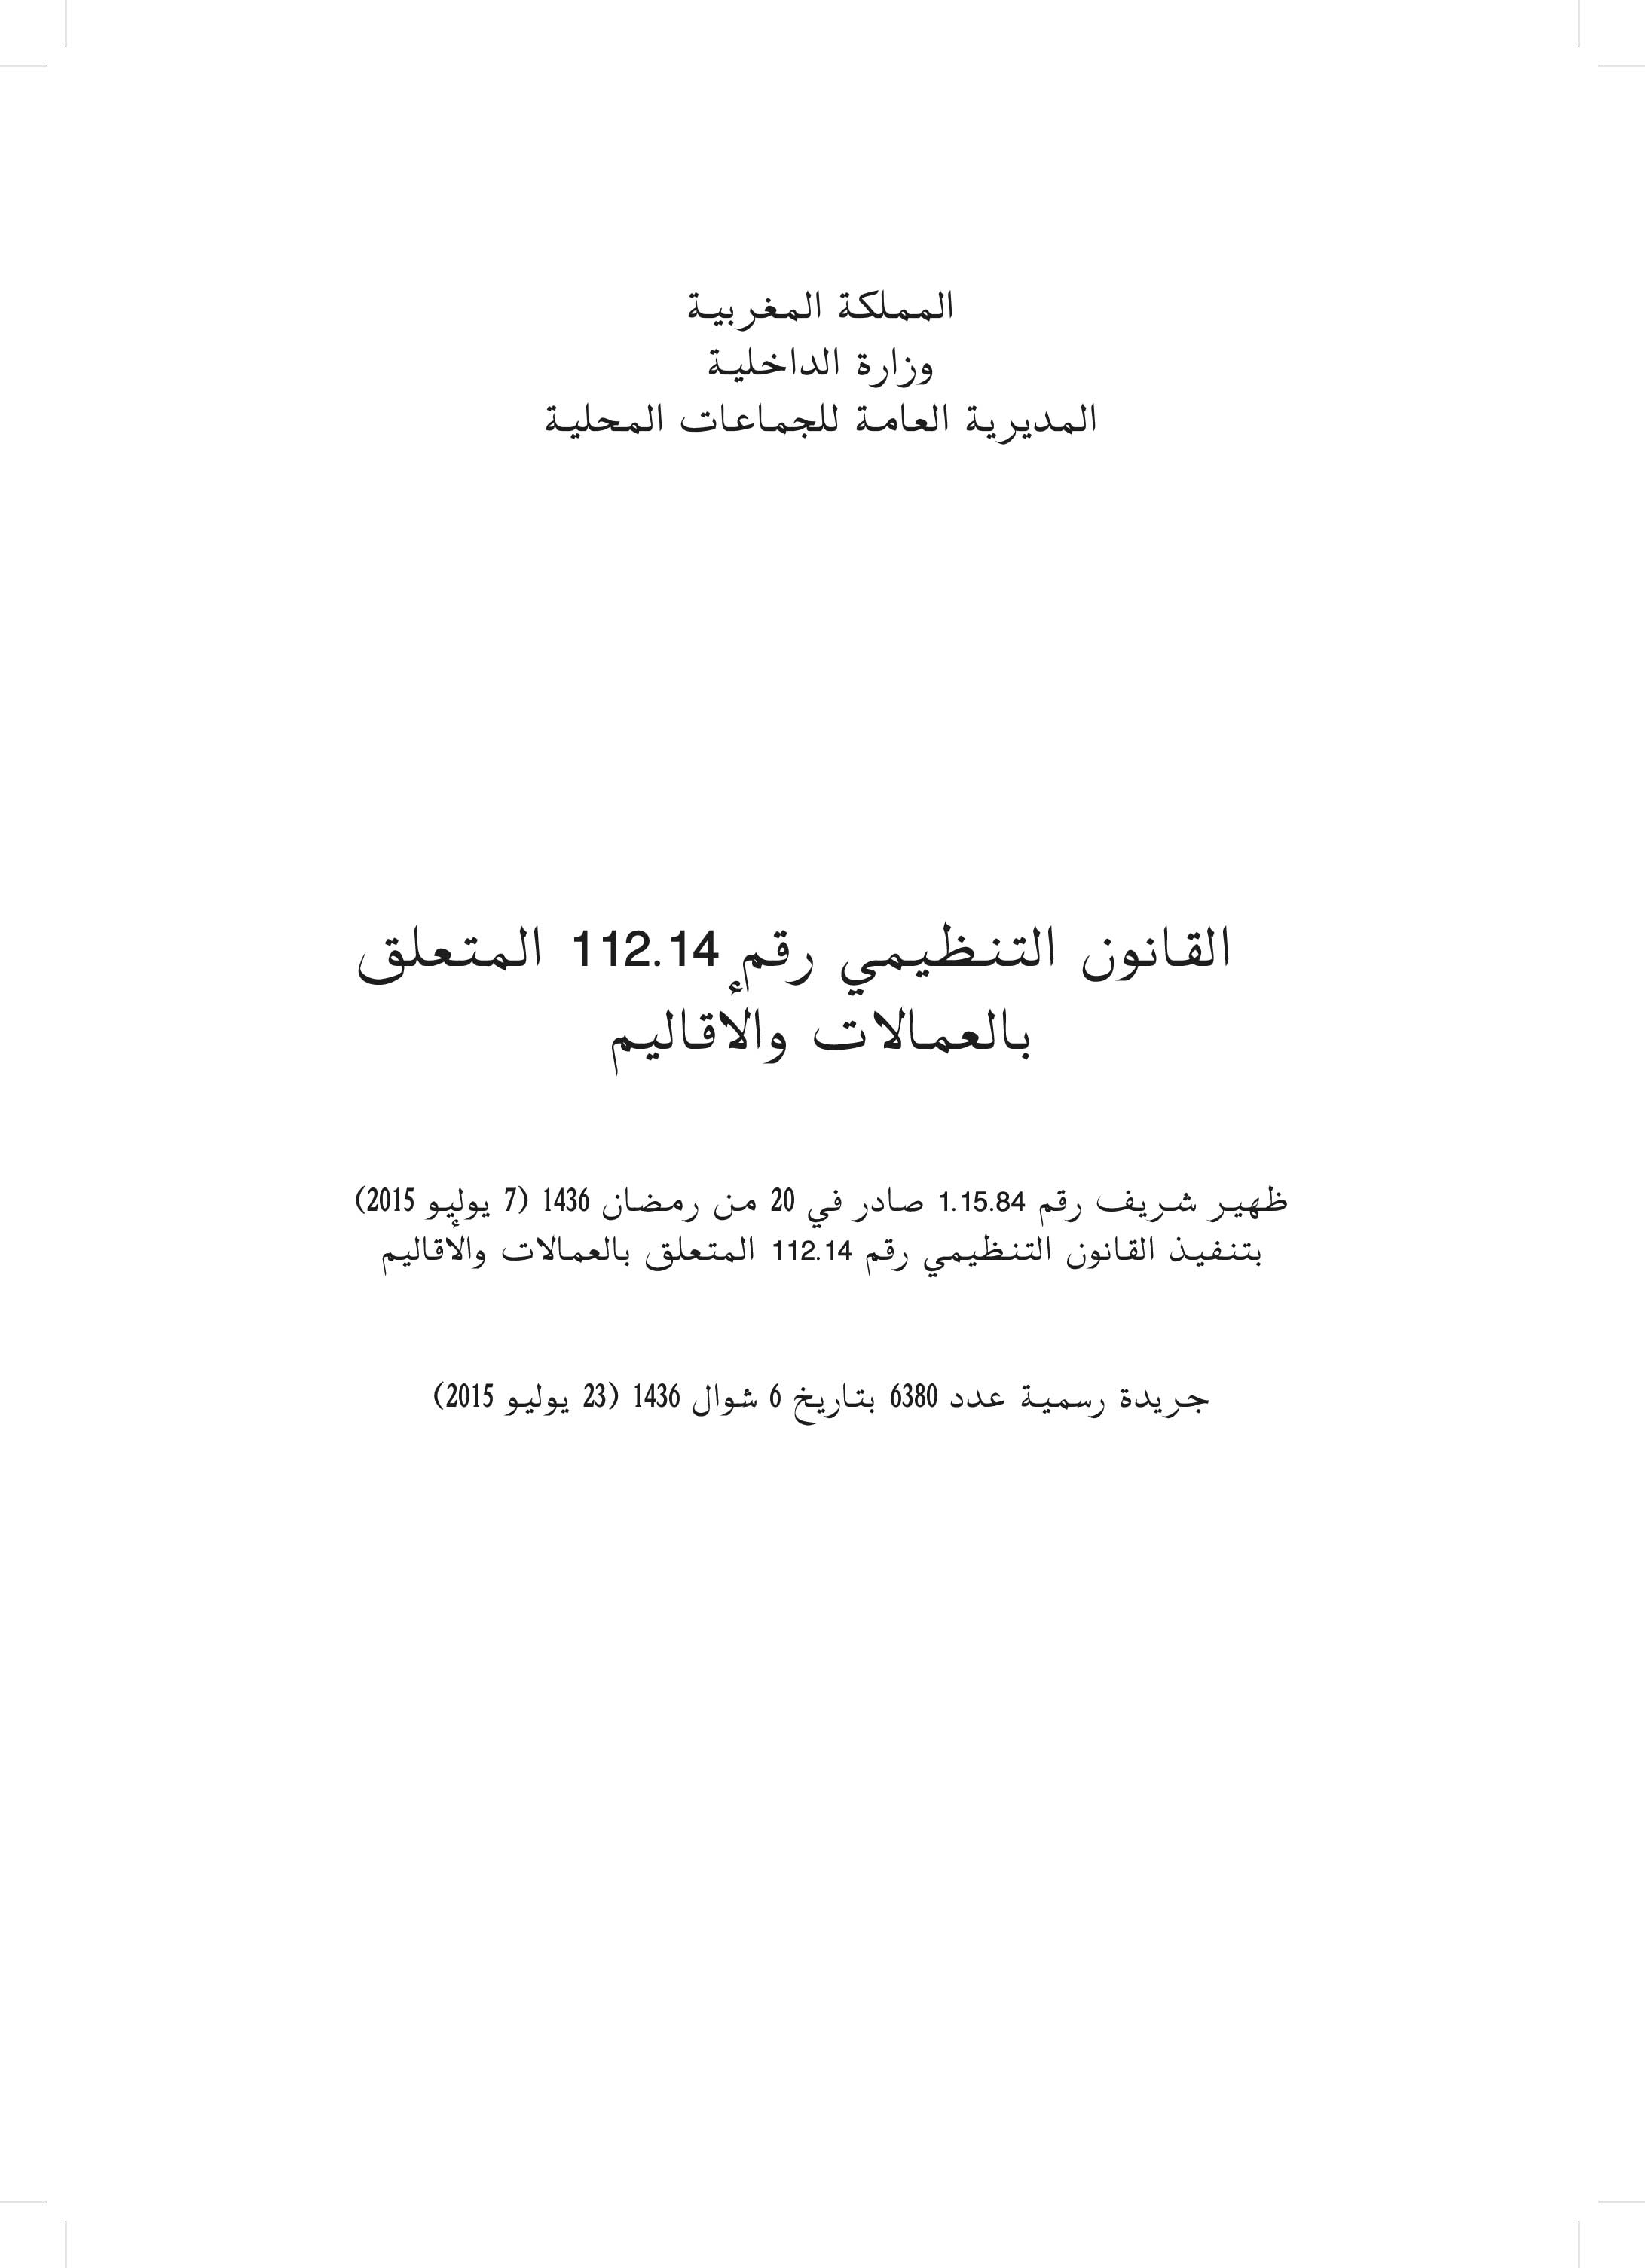 المملكة المغربية
وزارة الداخلية
المديرية العامة للجماعات المحلية
القانون التنظيمي رقم 112.14 المتعلق
بالعمالات والأقاليم
ظهير شريف رقم 1.15.84 صادر في 20 من رمضان 1436 (7 يوليو 2015)
بتنفيذ القانون التنظيمي رقم 112.14 المتعلق بالعمالات والأقاليم
جريدة رسمية عدد 6380 بتاريخ 6 شوال 1436 (23 يوليو 2015)